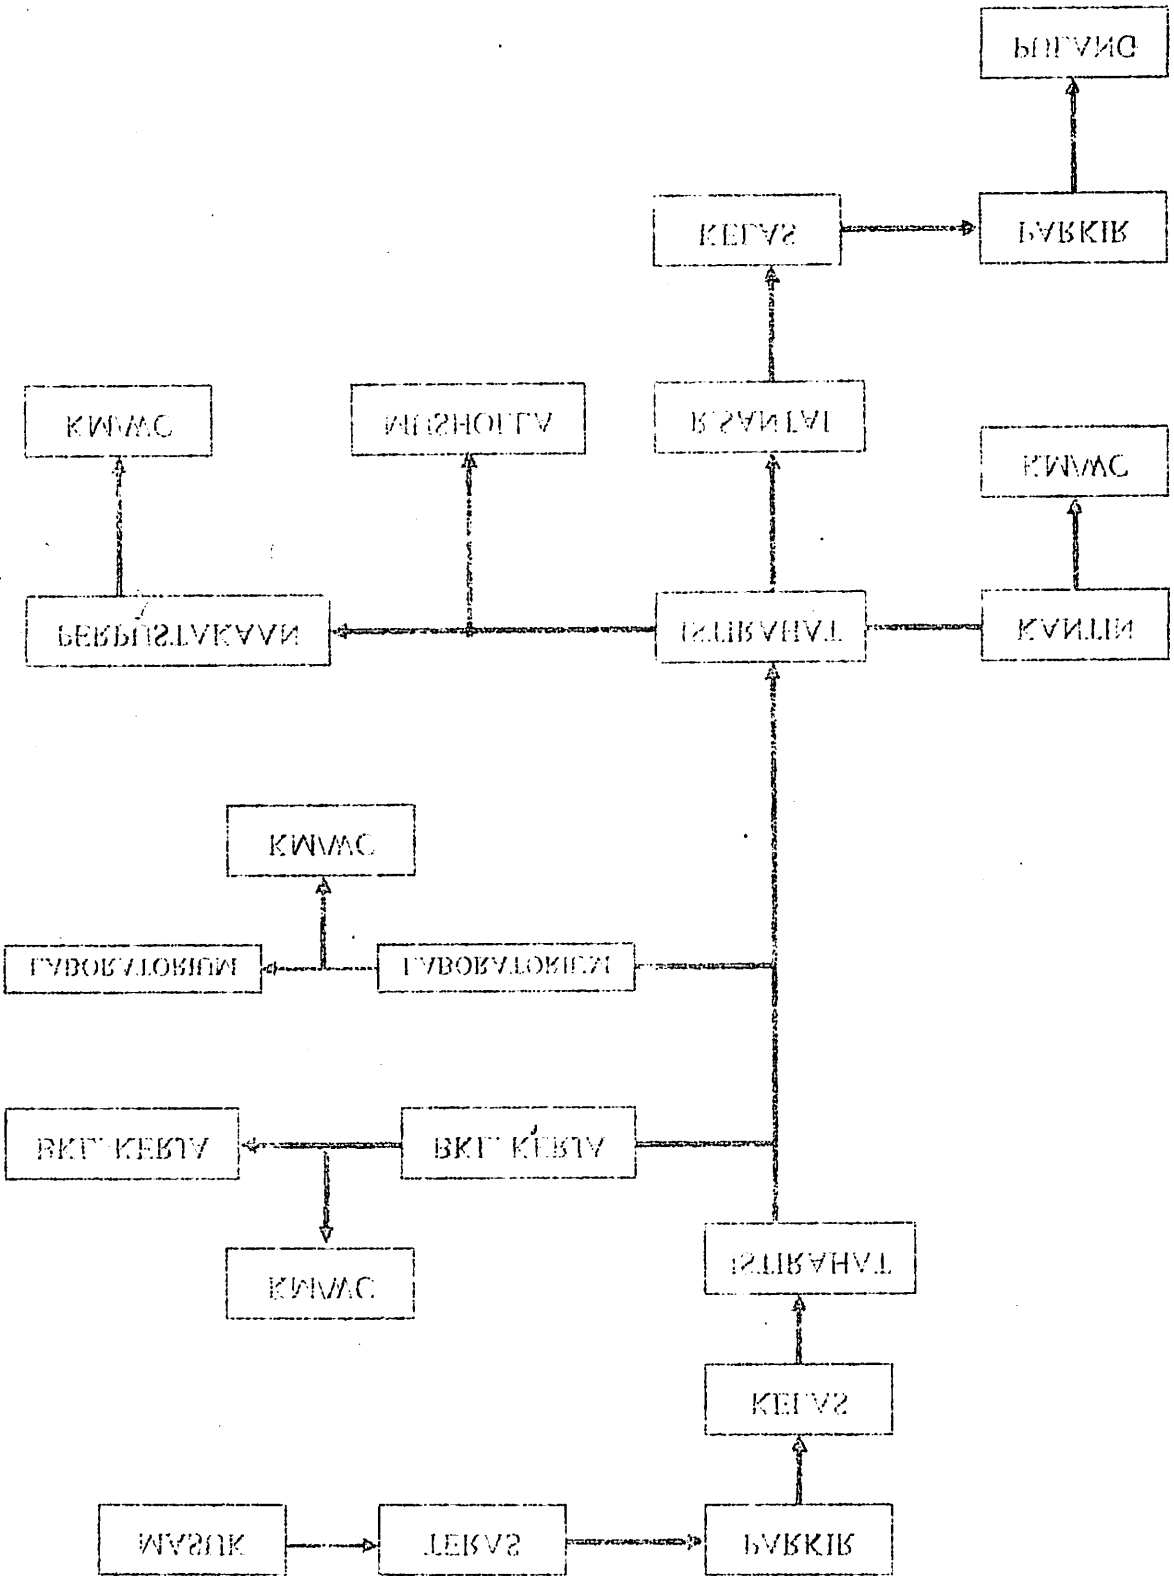 MASUK
TERAS
PARKIR
KELAS
ISTIRAHAT
KM/WC
BKL. KERJA
BKL. KERJA
LABORATORIUM
LABORATORIUM
KM/WC
PERPUSTAKAAN
ISTIRAHAT
KANTIN
KM/WC
MUSHOLLA
R.SANTAI
KM/WC
KELAS
PARKIR
PULANG